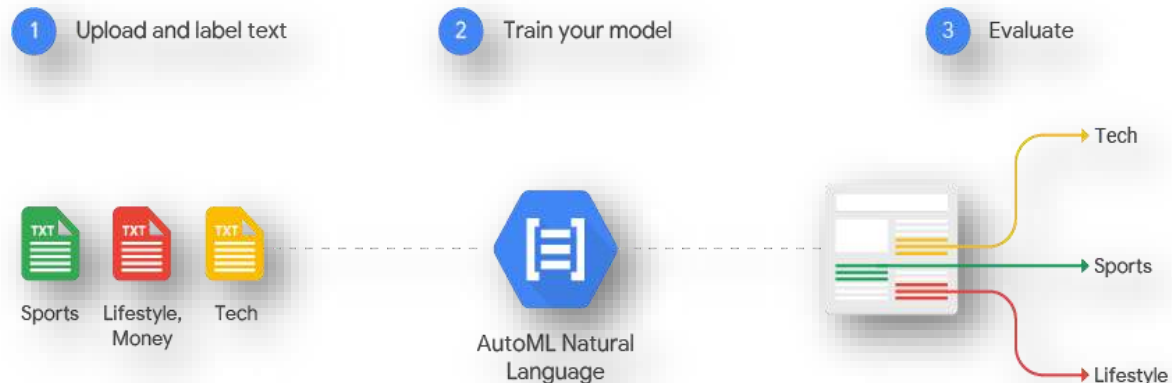 1 Upload and label text
2 Train your model
3 Evaluate
TXT TXT TXT
Sports
Lifestyle,
Money
Tech
AutoML Natural
Language
Tech
Sports
Lifestyle